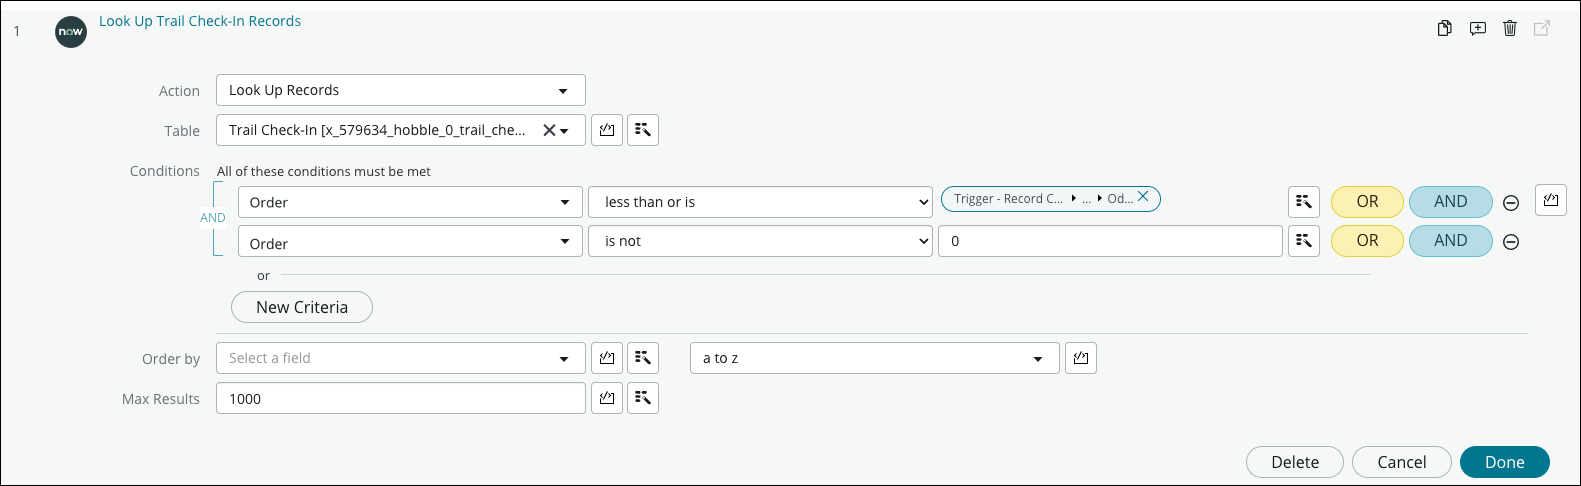 Look Up Trail Check-In Records
1
now
Action
Look Up Records
Table
Trail Check-In [x_579634_hobble_0_trail_che...
Conditions
All of these conditions must be met
AND
Order
less than or is
Trigger - Record C... ... Od...
OR
AND
Order
is not
0
OR
AND
or
New Criteria
Order by
Select a field
a to z
Max Results
1000
Delete
Cancel
Done